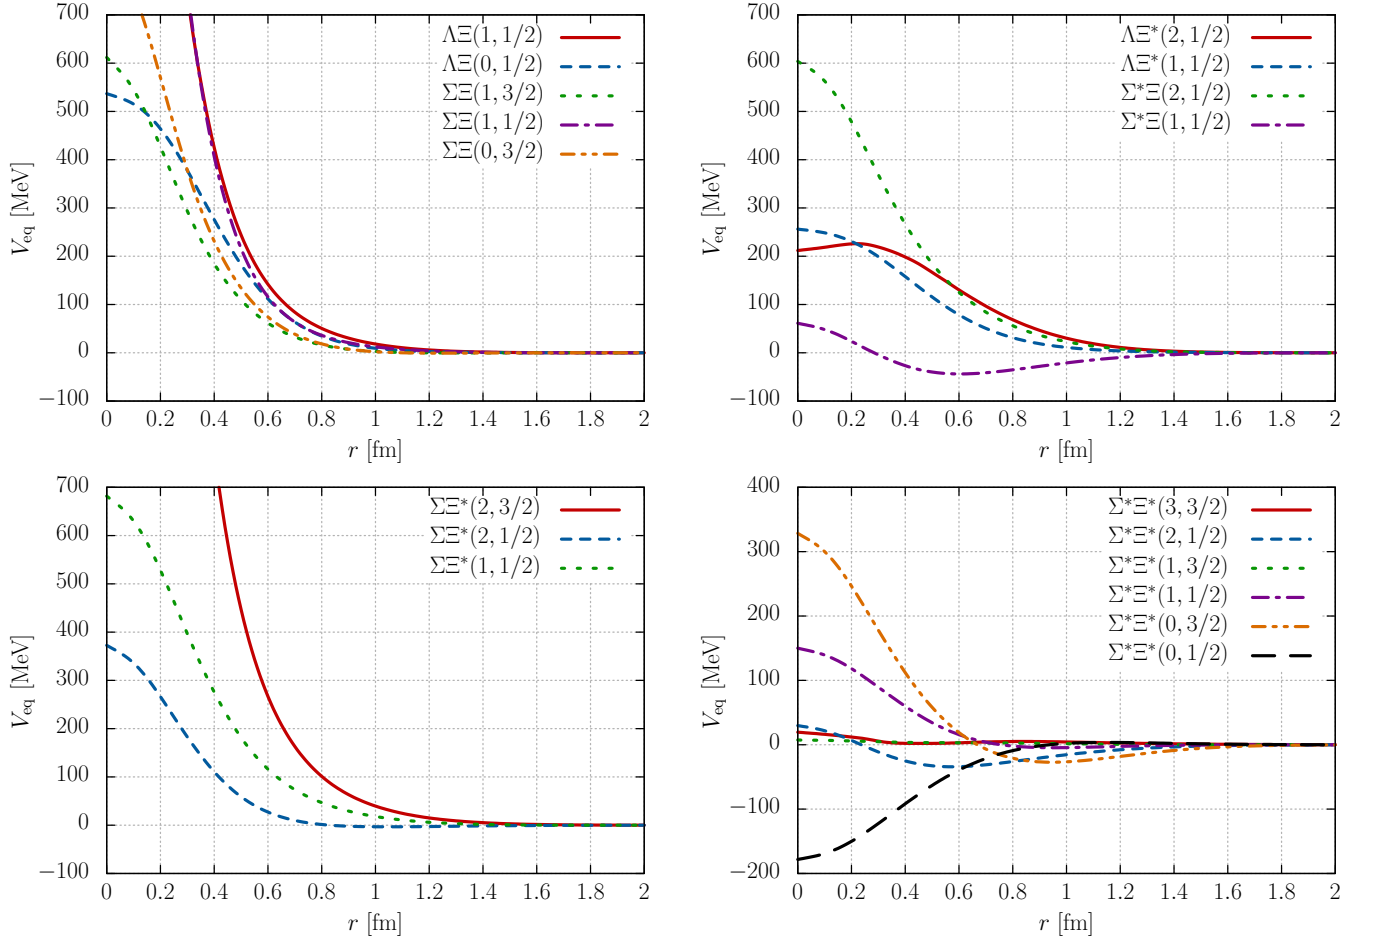 700
600
500
400
300
200
100
0
−100
V_eq [MeV]
0 0.2 0.4 0.6 0.8 1 1.2 1.4 1.6 1.8 2
r [fm]
ΛΞ(1, 1/2)
ΛΞ(0, 1/2)
ΣΞ(1, 3/2)
ΣΞ(1, 1/2)
ΣΞ(0, 3/2)
700
600
500
400
300
200
100
0
−100
V_eq [MeV]
0 0.2 0.4 0.6 0.8 1 1.2 1.4 1.6 1.8 2
r [fm]
ΛΞ*(2, 1/2)
ΛΞ*(1, 1/2)
Σ*Ξ(2, 1/2)
Σ*Ξ(1, 1/2)
700
600
500
400
300
200
100
0
−100
V_eq [MeV]
0 0.2 0.4 0.6 0.8 1 1.2 1.4 1.6 1.8 2
r [fm]
ΣΞ*(2, 3/2)
ΣΞ*(2, 1/2)
ΣΞ*(1, 1/2)
400
300
200
100
0
−100
−200
V_eq [MeV]
0 0.2 0.4 0.6 0.8 1 1.2 1.4 1.6 1.8 2
r [fm]
Σ*Ξ*(3, 3/2)
Σ*Ξ*(2, 1/2)
Σ*Ξ*(1, 3/2)
Σ*Ξ*(1, 1/2)
Σ*Ξ*(0, 3/2)
Σ*Ξ*(0, 1/2)